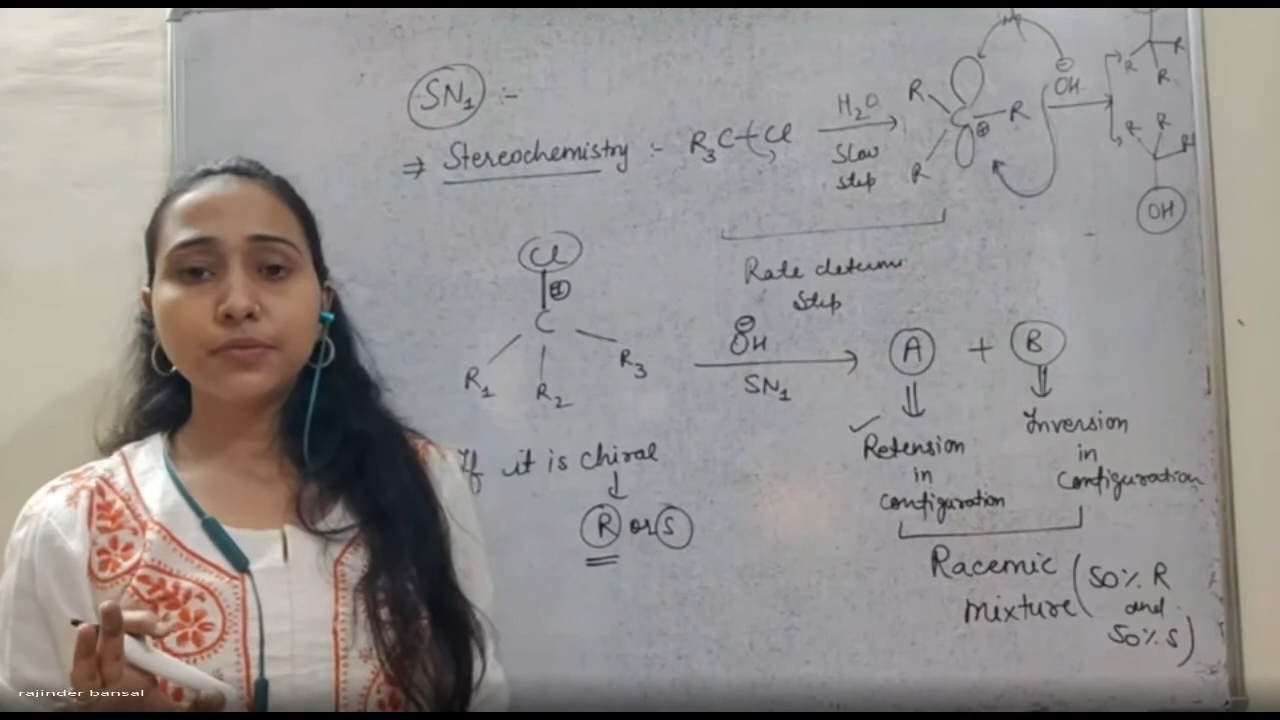 SN₁ :-
⇒ Stereochemistry :- R₃C-Cl
H₂O
Slow
step
R
R
R
⊕
⊖
OH
R
R
R
R
R
R
OH
Rate determi
Step
Cl
⊕
C
R₁
R₂
R₃
⊖
OH
SN₁
A + B
✓ Retension
in
configuration
Inversion
in
configuration
If it is chiral
R or S
Racemic
mixture
(50% R
and
50% S)
rajinder bansal